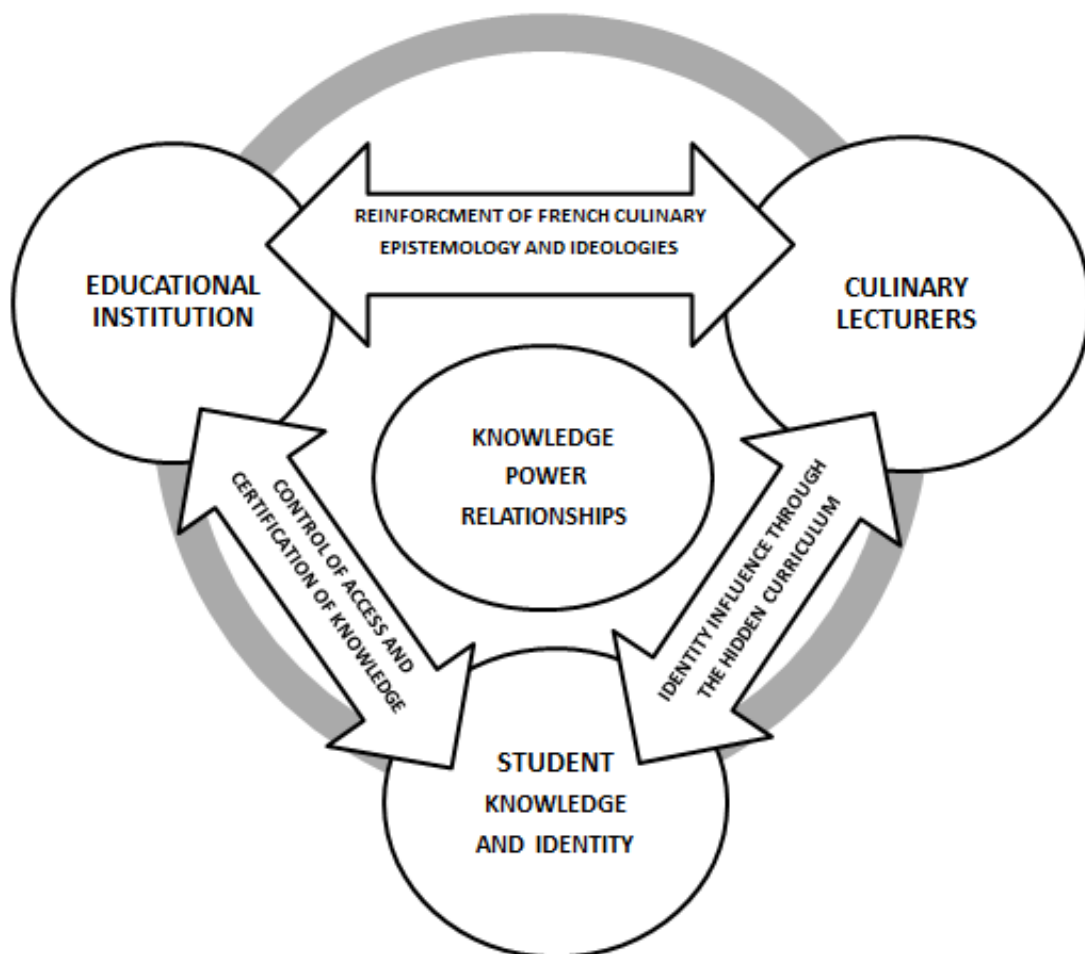 REINFORCMENT OF FRENCH CULINARY
EPISTEMOLOGY AND IDEOLOGIES
EDUCATIONAL
INSTITUTION
CULINARY
LECTURERS
KNOWLEDGE
POWER
RELATIONSHIPS
CONTROL OF ACCESS AND
CERTIFICATION OF KNOWLEDGE
IDENTITY INFLUENCE THROUGH
THE HIDDEN CURRICULUM
STUDENT
KNOWLEDGE
AND IDENTITY